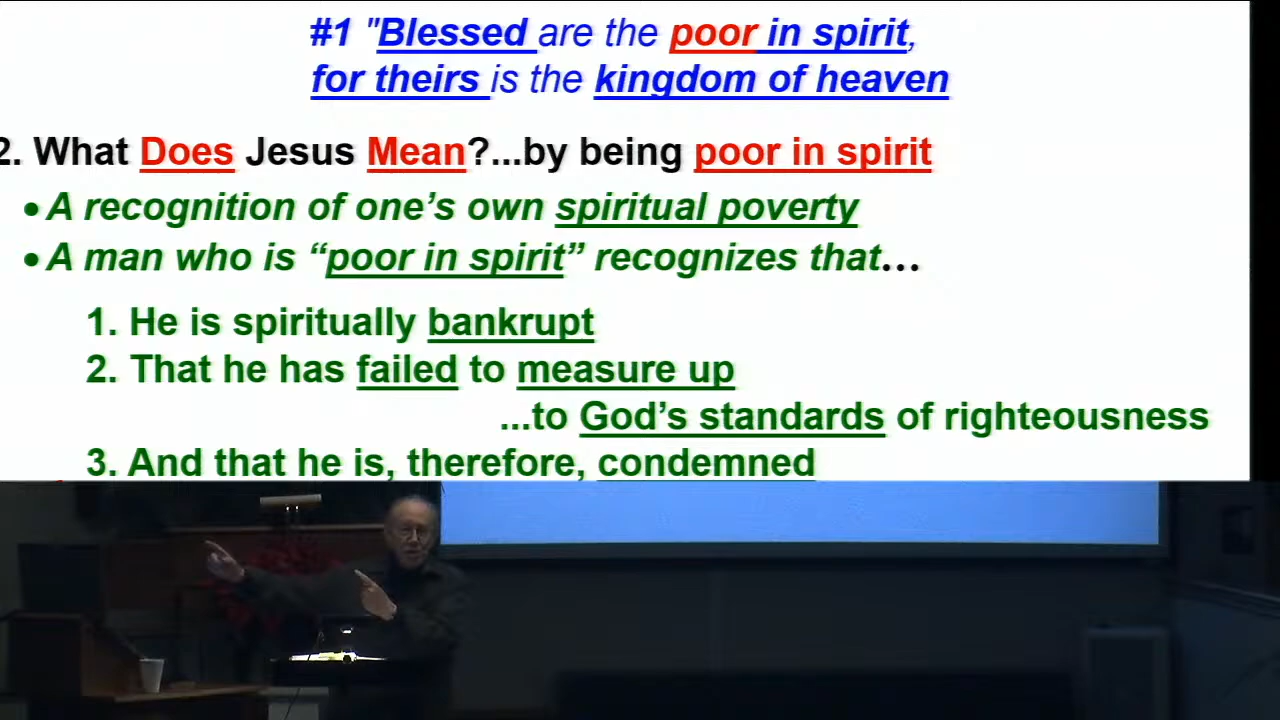 #1 "Blessed are the poor in spirit,
for theirs is the kingdom of heaven
2. What Does Jesus Mean?...by being poor in spirit
• A recognition of one’s own spiritual poverty
• A man who is “poor in spirit” recognizes that…
1. He is spiritually bankrupt
2. That he has failed to measure up
...to God’s standards of righteousness
3. And that he is, therefore, condemned